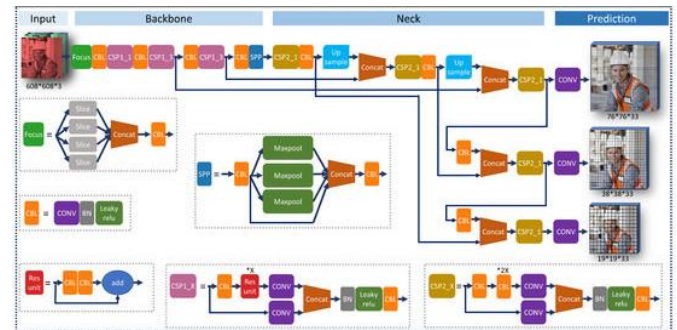 Input Backbone Neck Prediction
Focus CBL CSP1_1 CBL CSP1_3 CBL CSP1_3 CBL SPP CSP2_1 CBL Up sample Concat CSP2_1 CBL Up sample Concat CSP2_1 CONV
608*608*3
76*76*33
Focus = Slice Slice Slice Slice Concat CBL
SPP = CBL Maxpool Maxpool Maxpool Concat CBL
CBL Concat CSP2_1 CONV
38*38*33
CBL = CONV BN Leaky relu
CBL Concat CSP2_1 CONV
19*19*33
Res unit = CBL CBL add
CSP1_X = CBL *X Res unit CONV CONV Concat BN Leaky relu CBL
CSP2_X = CBL *2X CBL CONV CONV Concat BN Leaky relu CBL